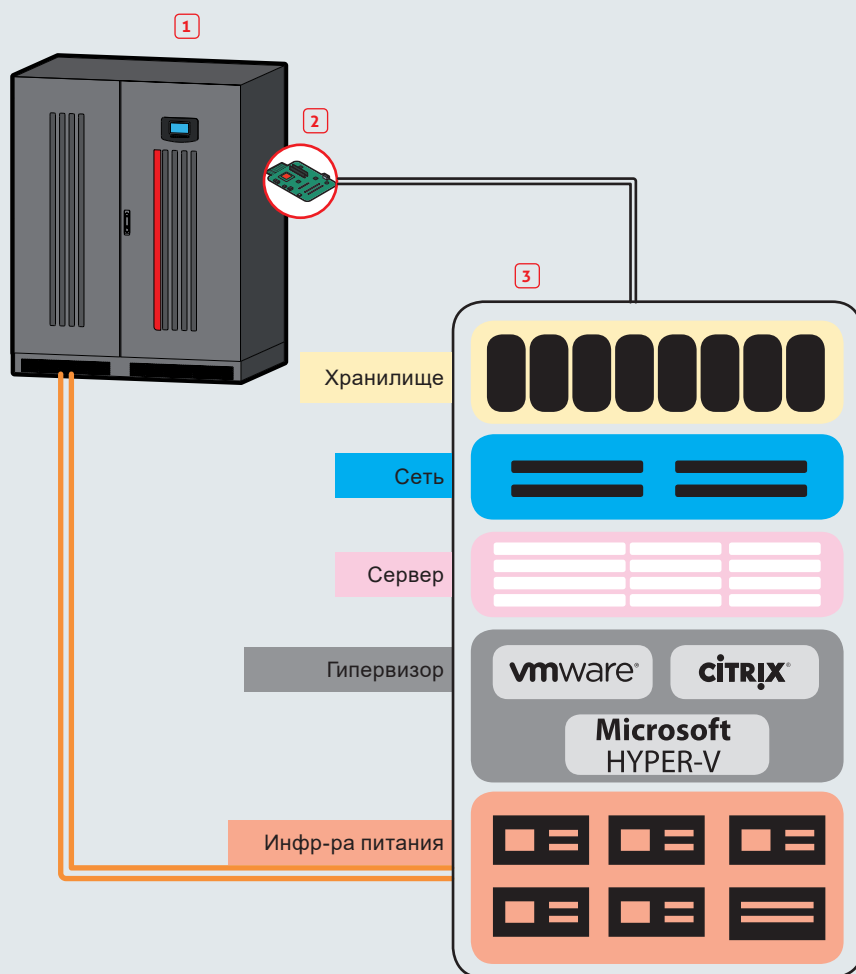 1
2
3
Хранилище
Сеть
Сервер
Гипервизор
vmware®
CITRIX®
Microsoft
HYPER-V
Инфр-ра питания